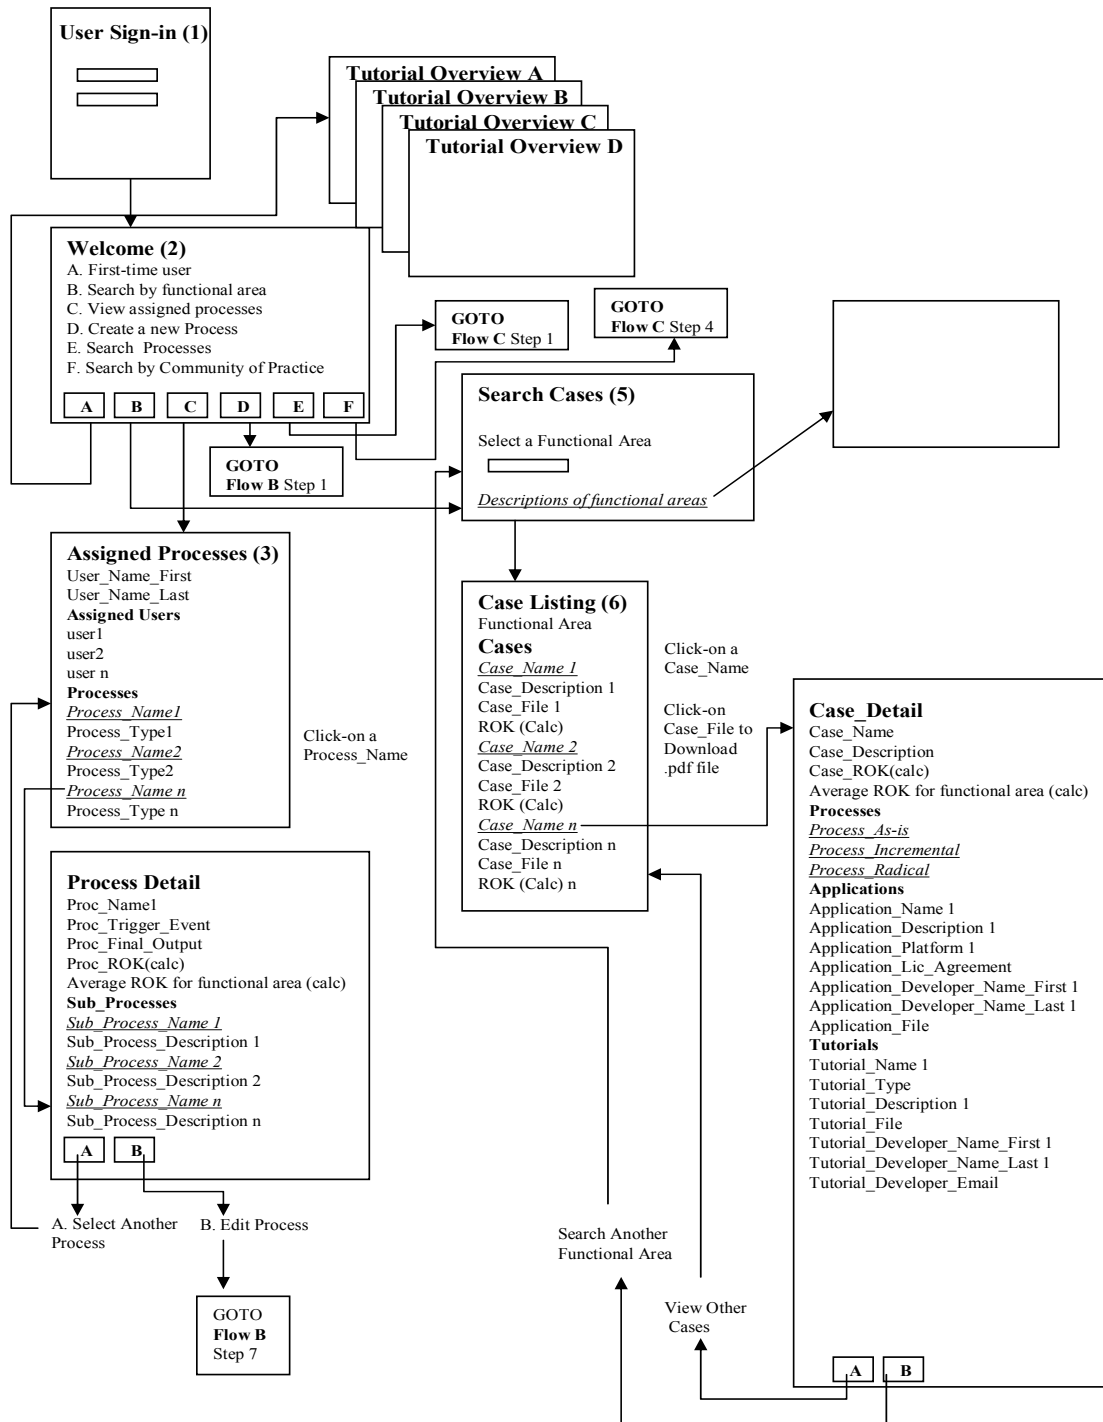 User Sign-in (1)
Tutorial Overview A
Tutorial Overview B
Tutorial Overview C
Tutorial Overview D
Welcome (2)
A. First-time user
B. Search by functional area
C. View assigned processes
D. Create a new Process
E. Search  Processes
F. Search by Community of Practice
A B C D E F
GOTO
Flow C Step 1
GOTO
Flow C Step 4
GOTO
Flow B Step 1
Search Cases (5)
Select a Functional Area
Descriptions of functional areas
Assigned Processes (3)
User_Name_First
User_Name_Last
Assigned Users
user1
user2
user n
Processes
Process_Name1
Process_Type1
Process_Name2
Process_Type2
Process_Name n
Process_Type n
Click-on a
Process_Name
Case Listing (6)
Functional Area
Cases
Case_Name 1
Case_Description 1
Case_File 1
ROK (Calc)
Case_Name 2
Case_Description 2
Case_File 2
ROK (Calc)
Case_Name n
Case_Description n
Case_File n
ROK (Calc) n
Click-on a
Case_Name
Click-on
Case_File to
Download
.pdf file
Case_Detail
Case_Name
Case_Description
Case_ROK(calc)
Average ROK for functional area (calc)
Processes
Process_As-is
Process_Incremental
Process_Radical
Applications
Application_Name 1
Application_Description 1
Application_Platform 1
Application_Lic_Agreement
Application_Developer_Name_First 1
Application_Developer_Name_Last 1
Application_File
Tutorials
Tutorial_Name 1
Tutorial_Type
Tutorial_Description 1
Tutorial_File
Tutorial_Developer_Name_First 1
Tutorial_Developer_Name_Last 1
Tutorial_Developer_Email
A B
Process Detail
Proc_Name1
Proc_Trigger_Event
Proc_Final_Output
Proc_ROK(calc)
Average ROK for functional area (calc)
Sub_Processes
Sub_Process_Name 1
Sub_Process_Description 1
Sub_Process_Name 2
Sub_Process_Description 2
Sub_Process_Name n
Sub_Process_Description n
A B
A. Select Another
Process
B. Edit Process
GOTO
Flow B
Step 7
Search Another
Functional Area
View Other
Cases